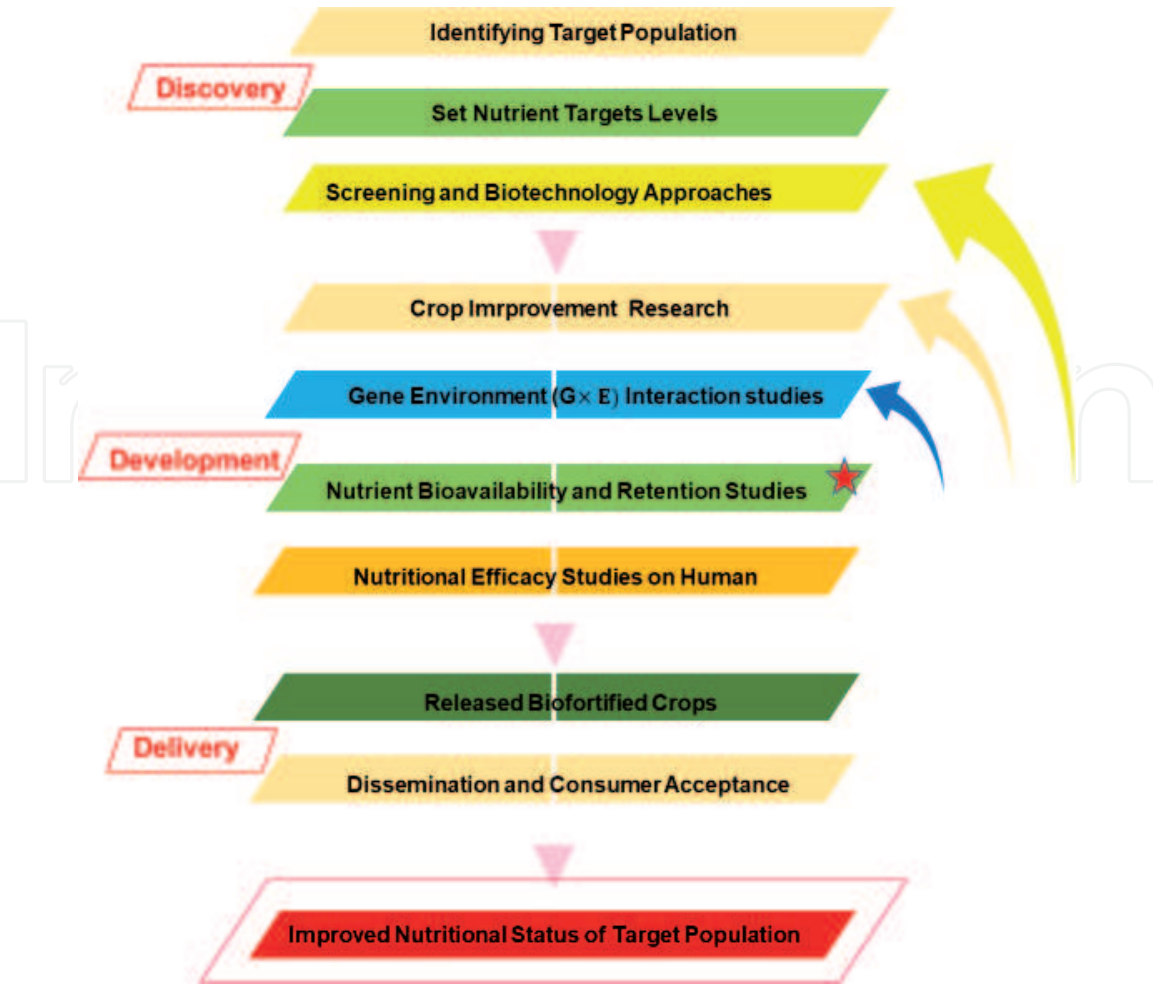 Identifying Target Population
Discovery
Set Nutrient Targets Levels
Screening and Biotechnology Approaches
Crop Imrprovement Research
Gene Environment (G× E) Interaction studies
Development
Nutrient Bioavailability and Retention Studies
Nutritional Efficacy Studies on Human
Released Biofortified Crops
Delivery
Dissemination and Consumer Acceptance
Improved Nutritional Status of Target Population